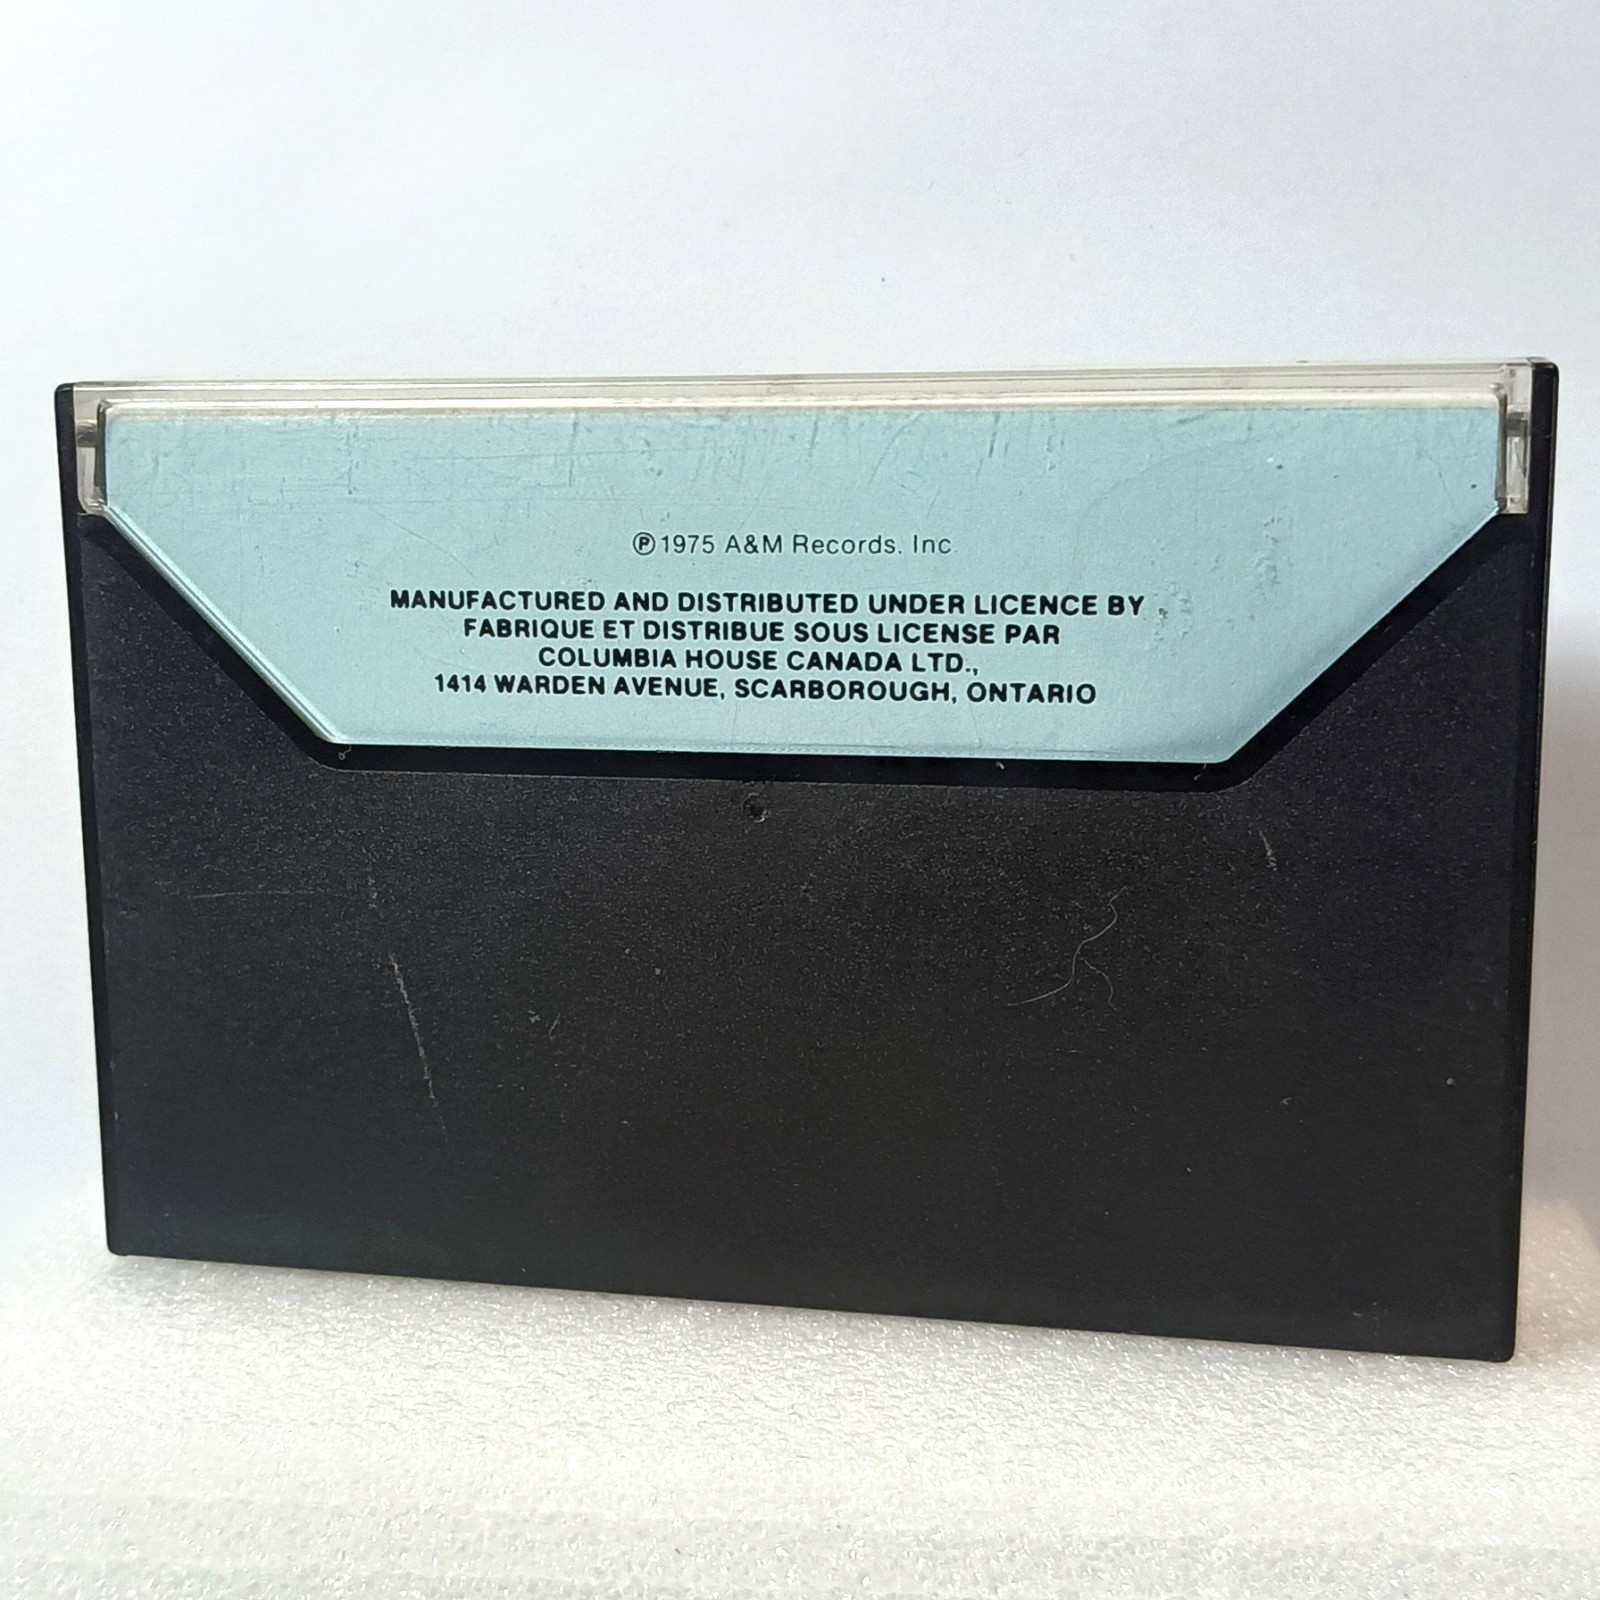 ℗1975 A&M Records, Inc.
MANUFACTURED AND DISTRIBUTED UNDER LICENCE BY
FABRIQUE ET DISTRIBUE SOUS LICENSE PAR
COLUMBIA HOUSE CANADA LTD.,
1414 WARDEN AVENUE, SCARBOROUGH, ONTARIO